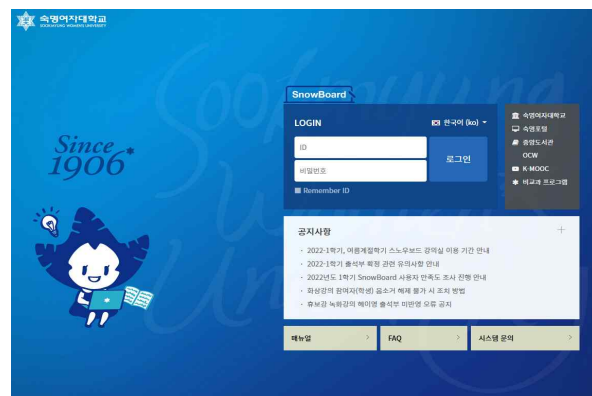 숙명여자대학교
SOOKMYUNG WOMEN'S UNIVERSITY
Sookmyung
Women's
Since
1906
SnowBoard
LOGIN
한국어 (ko)
ID
비밀번호
로그인
Remember ID
숙명여자대학교
숙명포털
중앙도서관
OCW
K-MOOC
비교과 프로그램
공지사항
+
· 2022-1학기, 여름계절학기 스노우보드 강의실 이용 기간 안내
· 2022-1학기 출석부 확정 관련 유의사항 안내
· 2022년도 1학기 SnowBoard 사용자 만족도 조사 진행 안내
· 화상강의 참여자(학생) 음소거 해제 불가 시 조치 방법
· 휴보강 녹화강의 해이영 출석부 미반영 오류 공지
매뉴얼 >
FAQ >
시스템 문의 >